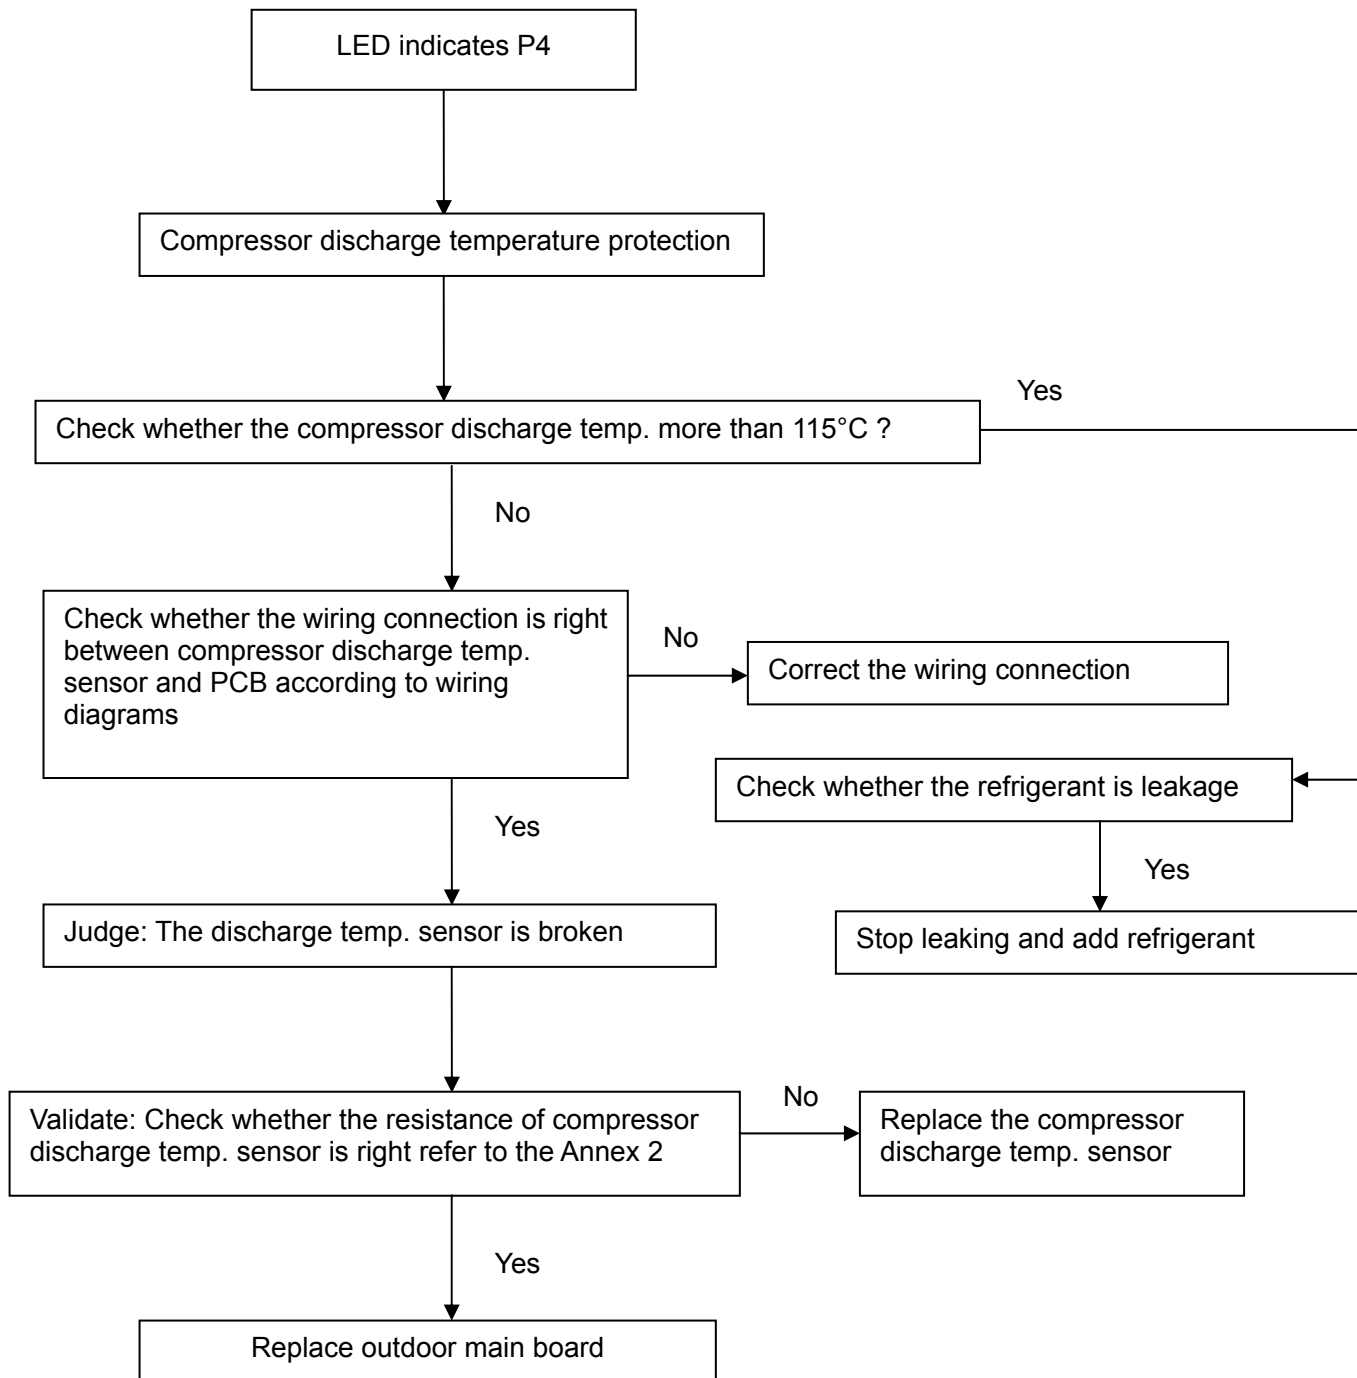 LED indicates P4
Compressor discharge temperature protection
Yes
Check whether the compressor discharge temp. more than 115°C ?
No
Check whether the wiring connection is right
between compressor discharge temp.
sensor and PCB according to wiring
diagrams
No
Correct the wiring connection
Check whether the refrigerant is leakage
Yes
Yes
Judge: The discharge temp. sensor is broken
Stop leaking and add refrigerant
Validate: Check whether the resistance of compressor
discharge temp. sensor is right refer to the Annex 2
No
Replace the compressor
discharge temp. sensor
Yes
Replace outdoor main board